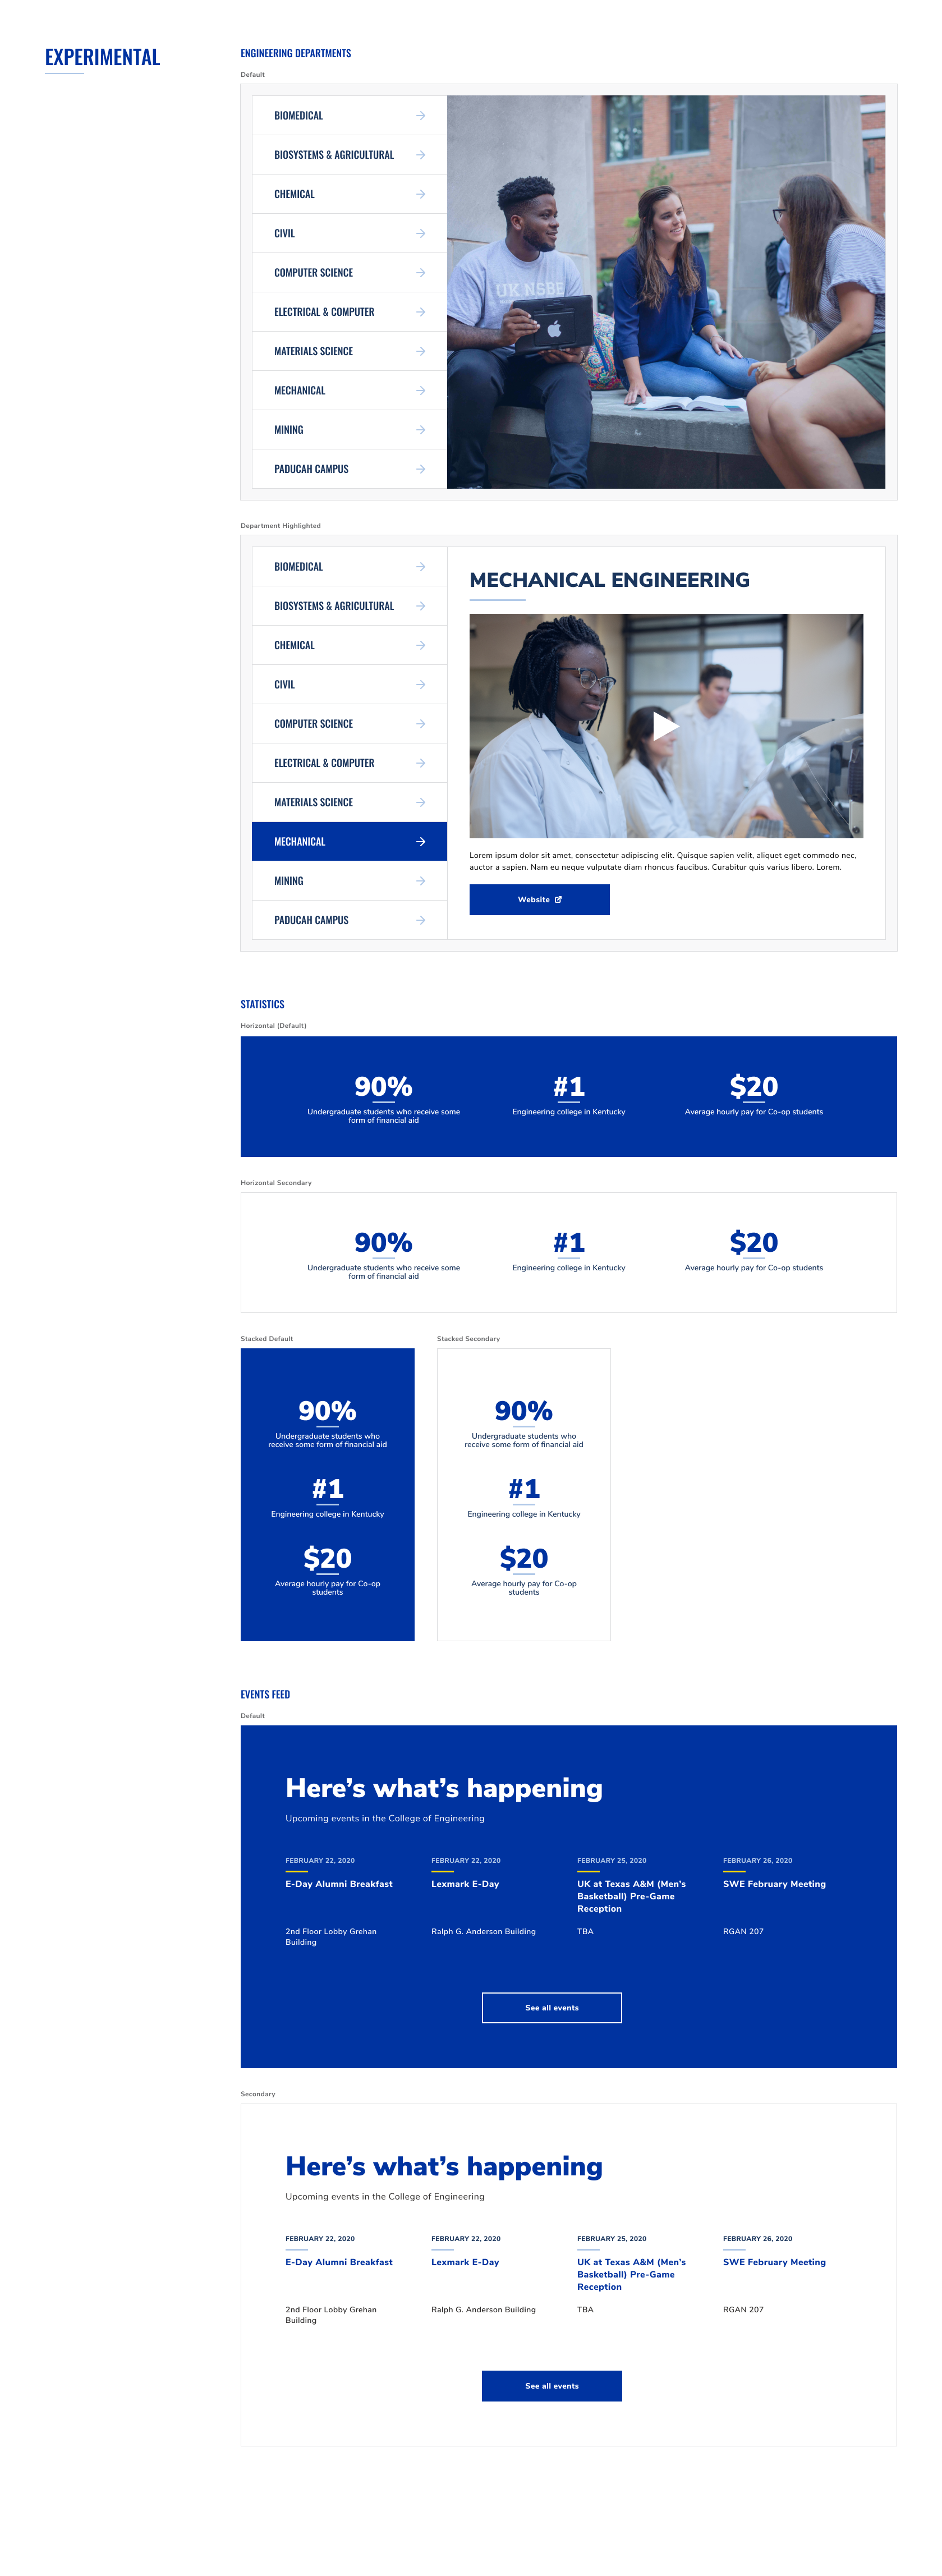 EXPERIMENTAL
ENGINEERING DEPARTMENTS
Default
BIOMEDICAL
BIOSYSTEMS & AGRICULTURAL
CHEMICAL
CIVIL
COMPUTER SCIENCE
ELECTRICAL & COMPUTER
MATERIALS SCIENCE
MECHANICAL
MINING
PADUCAH CAMPUS
UK NSBE
Department Highlighted
BIOMEDICAL
BIOSYSTEMS & AGRICULTURAL
CHEMICAL
CIVIL
COMPUTER SCIENCE
ELECTRICAL & COMPUTER
MATERIALS SCIENCE
MECHANICAL
MINING
PADUCAH CAMPUS
MECHANICAL ENGINEERING
Lorem ipsum dolor sit amet, consectetur adipiscing elit. Quisque sapien velit, aliquet eget commodo nec,
auctor a sapien. Nam eu neque vulputate diam rhoncus faucibus. Curabitur quis varius libero. Lorem.
Website
STATISTICS
Horizontal (Default)
90%
Undergraduate students who receive some
form of financial aid
#1
Engineering college in Kentucky
$20
Average hourly pay for Co-op students
Horizontal Secondary
90%
Undergraduate students who receive some
form of financial aid
#1
Engineering college in Kentucky
$20
Average hourly pay for Co-op students
Stacked Default
90%
Undergraduate students who
receive some form of financial aid
#1
Engineering college in Kentucky
$20
Average hourly pay for Co-op
students
Stacked Secondary
90%
Undergraduate students who
receive some form of financial aid
#1
Engineering college in Kentucky
$20
Average hourly pay for Co-op
students
EVENTS FEED
Default
Here's what's happening
Upcoming events in the College of Engineering
FEBRUARY 22, 2020
E-Day Alumni Breakfast
2nd Floor Lobby Grehan
Building
FEBRUARY 22, 2020
Lexmark E-Day
Ralph G. Anderson Building
FEBRUARY 25, 2020
UK at Texas A&M (Men's
Basketball) Pre-Game
Reception
TBA
FEBRUARY 26, 2020
SWE February Meeting
RGAN 207
See all events
Secondary
Here's what's happening
Upcoming events in the College of Engineering
FEBRUARY 22, 2020
E-Day Alumni Breakfast
2nd Floor Lobby Grehan
Building
FEBRUARY 22, 2020
Lexmark E-Day
Ralph G. Anderson Building
FEBRUARY 25, 2020
UK at Texas A&M (Men's
Basketball) Pre-Game
Reception
TBA
FEBRUARY 26, 2020
SWE February Meeting
RGAN 207
See all events